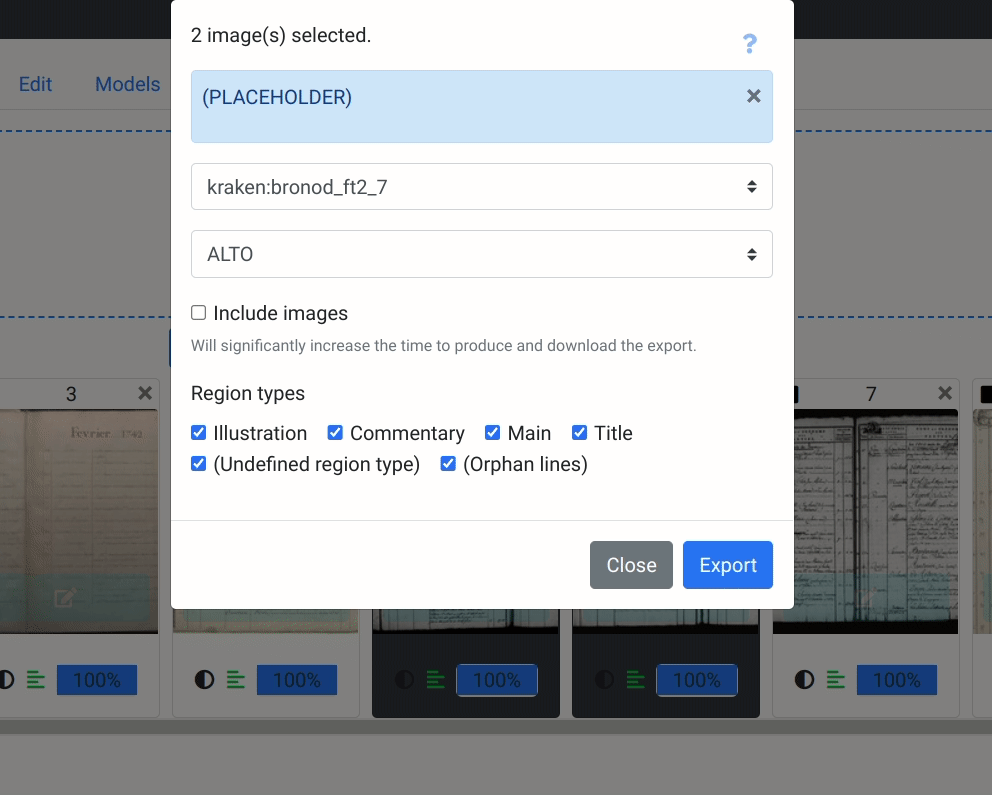 2 image(s) selected.
?
Edit
Models
(PLACEHOLDER)
×
kraken:bronod_ft2_7
ALTO
Include images
Will significantly increase the time to produce and download the export.
Region types
3
×
7
×
Illustration Commentary Main Title
Fevrier 1742
(Undefined region type) (Orphan lines)
Close Export
100% 100% 100% 100% 100%